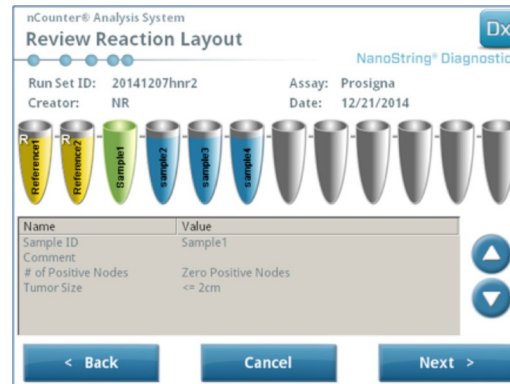 nCounter® Analysis System
Review Reaction Layout
Dx
NanoString® Diagnostic
Run Set ID: 20141207hnr2 Assay: Prosigna
Creator: NR Date: 12/21/2014
R R
Reference1 Reference2 Sample1 sample2 sample3 sample4
Name Value
Sample ID Sample1
Comment
# of Positive Nodes Zero Positive Nodes
Tumor Size <= 2cm
< Back Cancel Next >